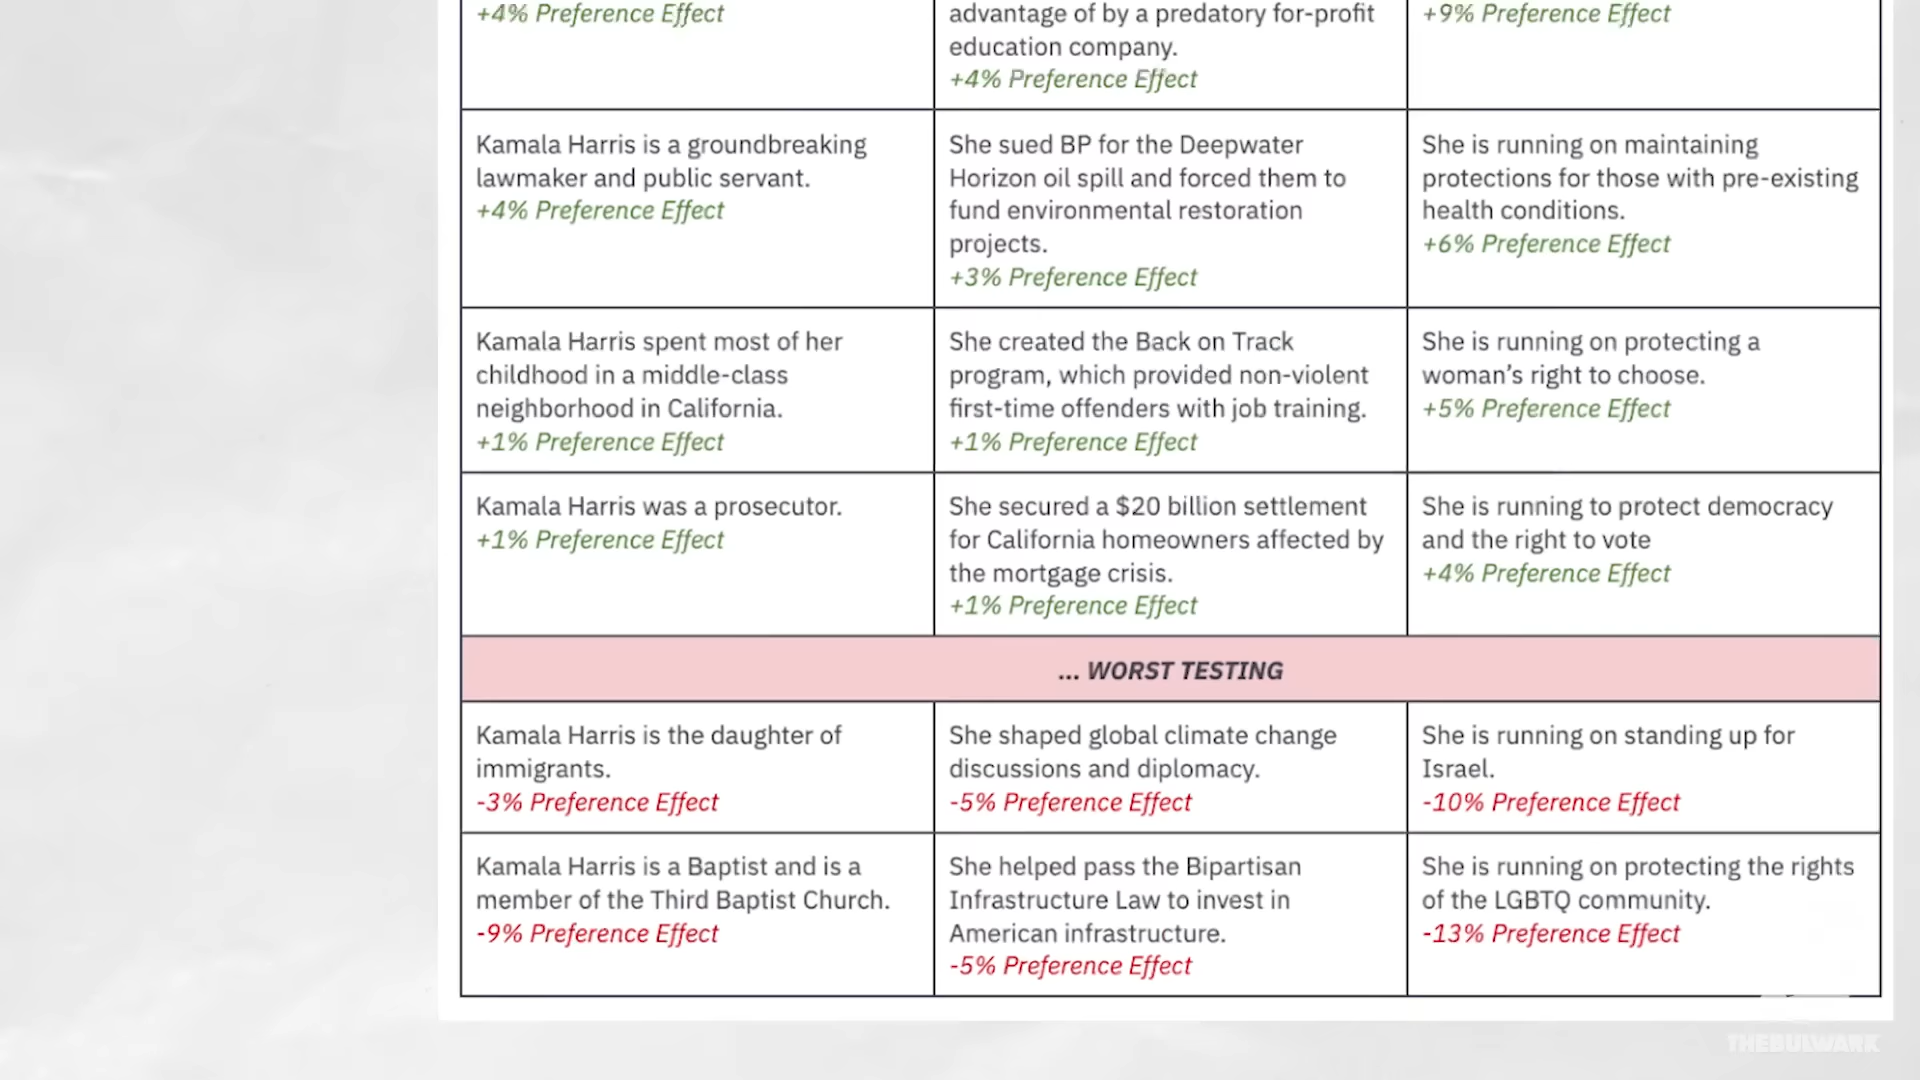 +4% Preference Effect
advantage of by a predatory for-profit
education company.
+4% Preference Effect
+9% Preference Effect
Kamala Harris is a groundbreaking
lawmaker and public servant.
+4% Preference Effect
She sued BP for the Deepwater
Horizon oil spill and forced them to
fund environmental restoration
projects.
+3% Preference Effect
She is running on maintaining
protections for those with pre-existing
health conditions.
+6% Preference Effect
Kamala Harris spent most of her
childhood in a middle-class
neighborhood in California.
+1% Preference Effect
She created the Back on Track
program, which provided non-violent
first-time offenders with job training.
+1% Preference Effect
She is running on protecting a
woman’s right to choose.
+5% Preference Effect
Kamala Harris was a prosecutor.
+1% Preference Effect
She secured a $20 billion settlement
for California homeowners affected by
the mortgage crisis.
+1% Preference Effect
She is running to protect democracy
and the right to vote
+4% Preference Effect
... WORST TESTING
Kamala Harris is the daughter of
immigrants.
-3% Preference Effect
She shaped global climate change
discussions and diplomacy.
-5% Preference Effect
She is running on standing up for
Israel.
-10% Preference Effect
Kamala Harris is a Baptist and is a
member of the Third Baptist Church.
-9% Preference Effect
She helped pass the Bipartisan
Infrastructure Law to invest in
American infrastructure.
-5% Preference Effect
She is running on protecting the rights
of the LGBTQ community.
-13% Preference Effect
THEBULWARK